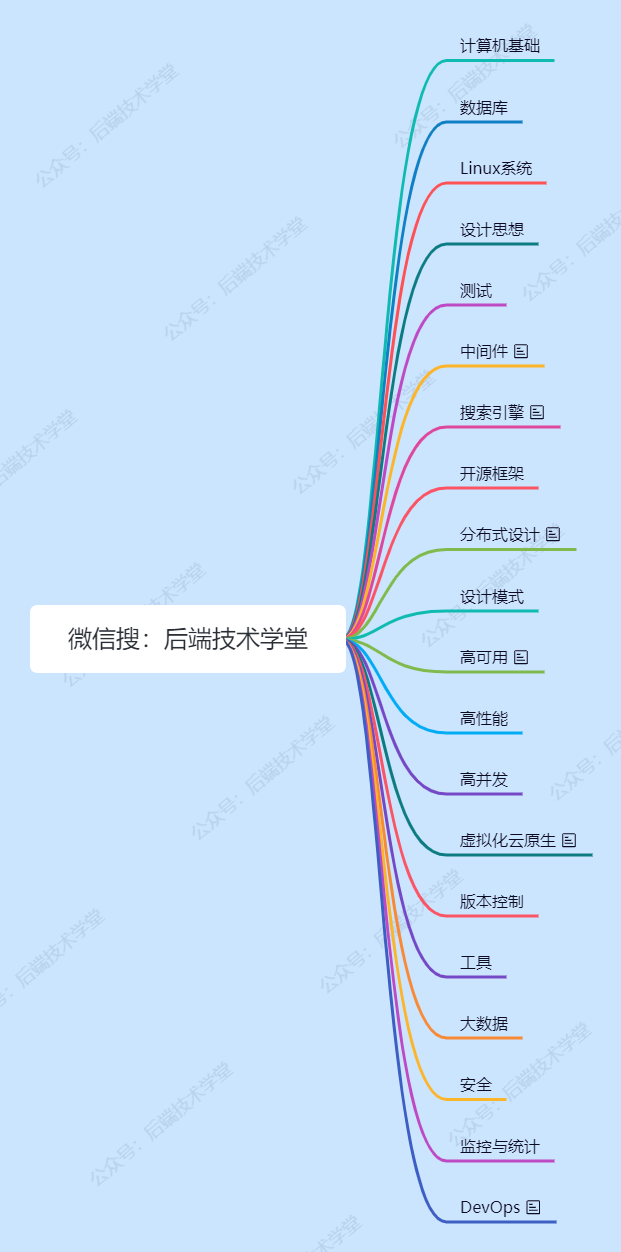 计算机基础
数据库
Linux系统
设计思想
测试
中间件
搜索引擎
开源框架
分布式设计
设计模式
微信搜：后端技术学堂
高可用
高性能
高并发
虚拟化云原生
版本控制
工具
大数据
安全
监控与统计
DevOps
公众号：后端技术学堂